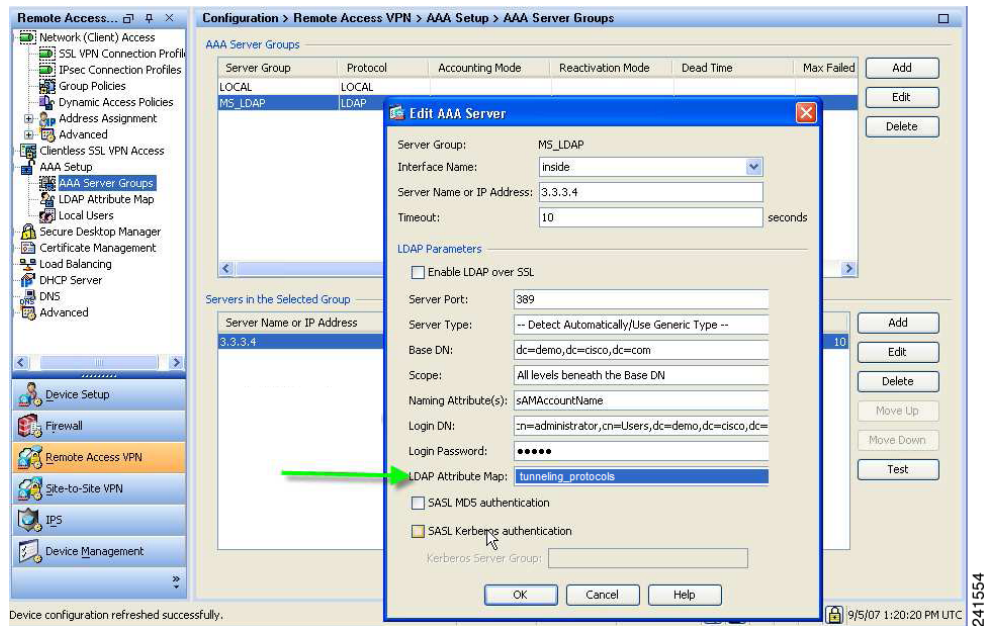 Remote Access...
Configuration > Remote Access VPN > AAA Setup > AAA Server Groups
Network (Client) Access
SSL VPN Connection Profil
IPsec Connection Profiles
Group Policies
Dynamic Access Policies
Address Assignment
Advanced
Clientless SSL VPN Access
AAA Setup
AAA Server Groups
LDAP Attribute Map
Local Users
Secure Desktop Manager
Certificate Management
Load Balancing
DHCP Server
DNS
Advanced
Device Setup
Firewall
Remote Access VPN
Site-to-Site VPN
IPS
Device Management
AAA Server Groups
Server Group Protocol Accounting Mode Reactivation Mode Dead Time Max Failed
LOCAL LOCAL
MS_LDAP LDAP
Add
Edit
Delete
Servers in the Selected Group
Server Name or IP Address
3.3.3.4 10
Add
Edit
Delete
Move Up
Move Down
Test
Edit AAA Server
Server Group: MS_LDAP
Interface Name: inside
Server Name or IP Address: 3.3.3.4
Timeout: 10 seconds
LDAP Parameters
Enable LDAP over SSL
Server Port: 389
Server Type: -- Detect Automatically/Use Generic Type --
Base DN: dc=demo,dc=cisco,dc=com
Scope: All levels beneath the Base DN
Naming Attribute(s): sAMAccountName
Login DN: cn=administrator,cn=Users,dc=demo,dc=cisco,dc=
Login Password: •••••
LDAP Attribute Map: tunneling_protocols
SASL MD5 authentication
SASL Kerberos authentication
Kerberos Server Group:
OK
Cancel
Help
Device configuration refreshed successfully.
9/5/07 1:20:20 PM UTC
241554